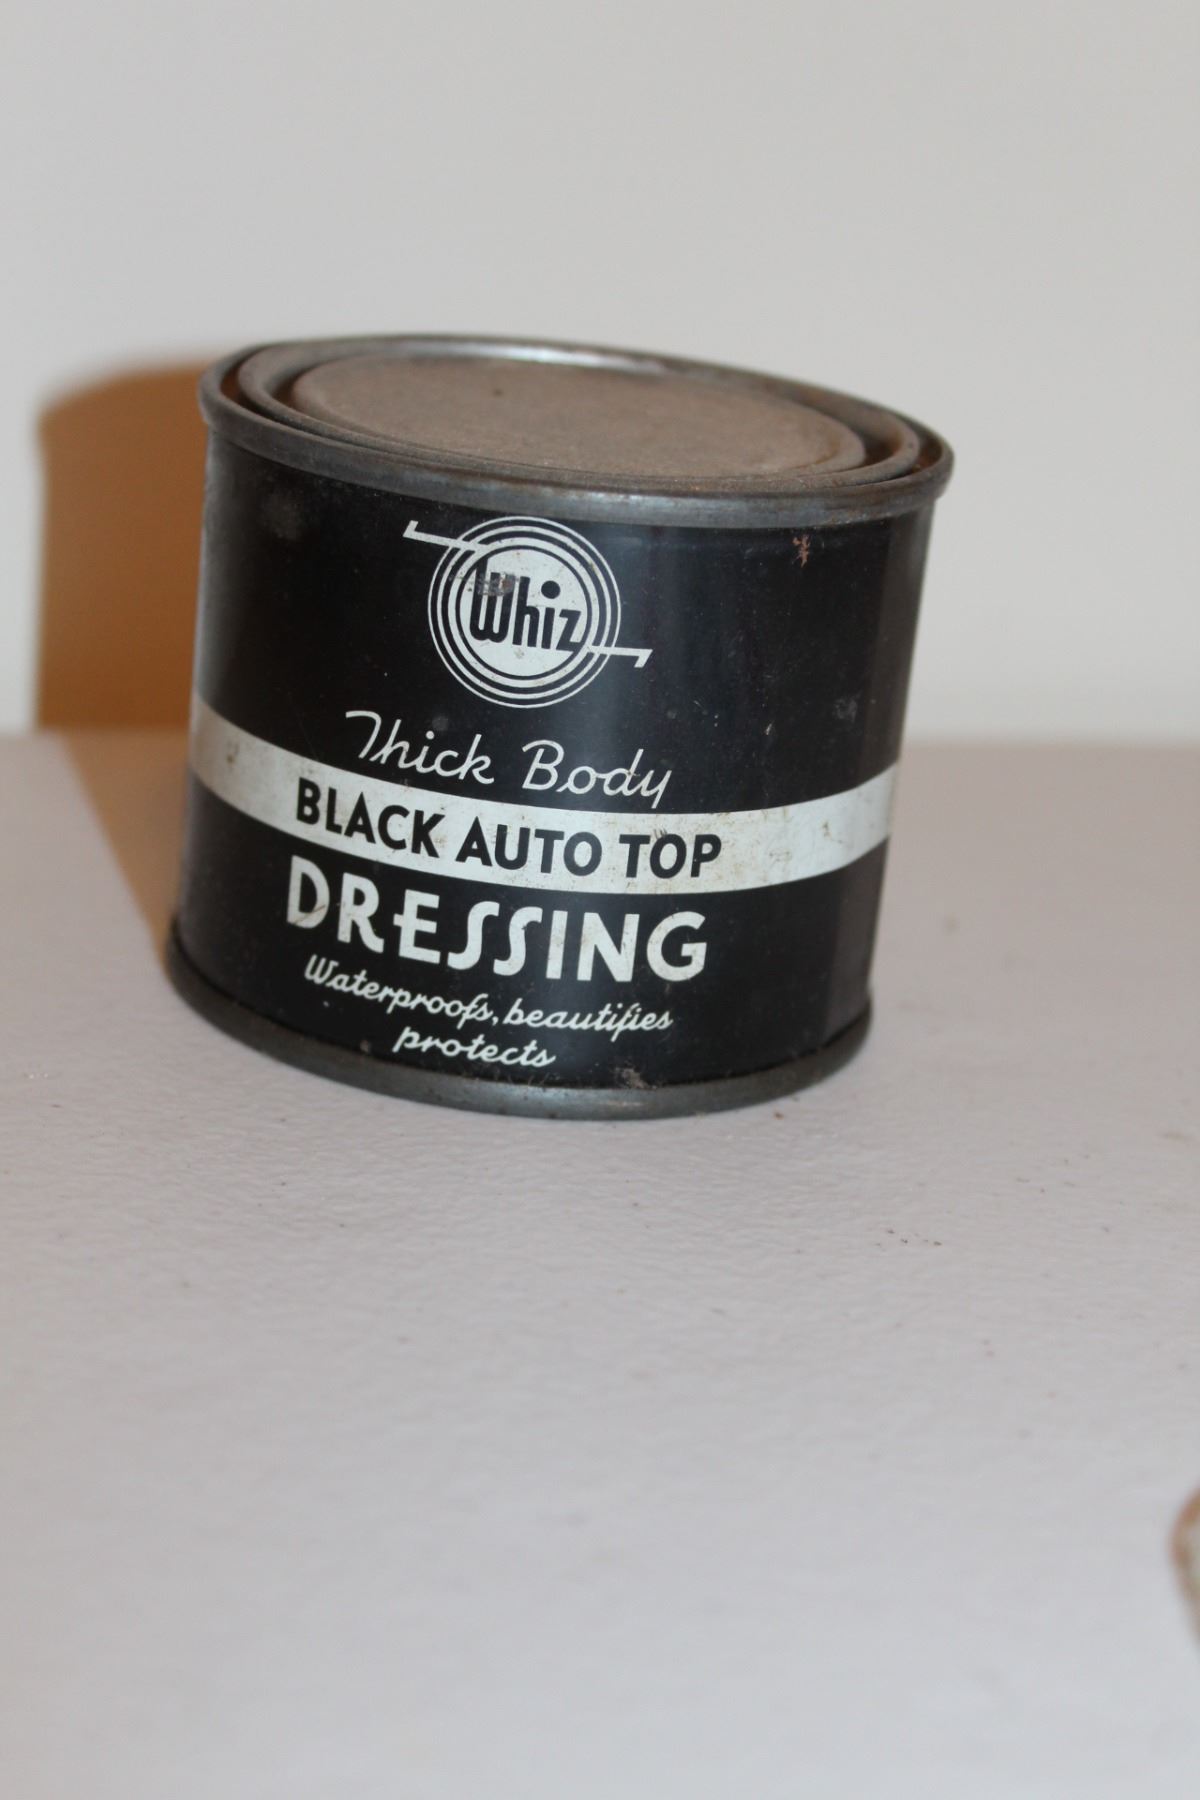 Whiz
Thick Body
BLACK AUTO TOP
DRESSING
Waterproofs, beautifies
protects